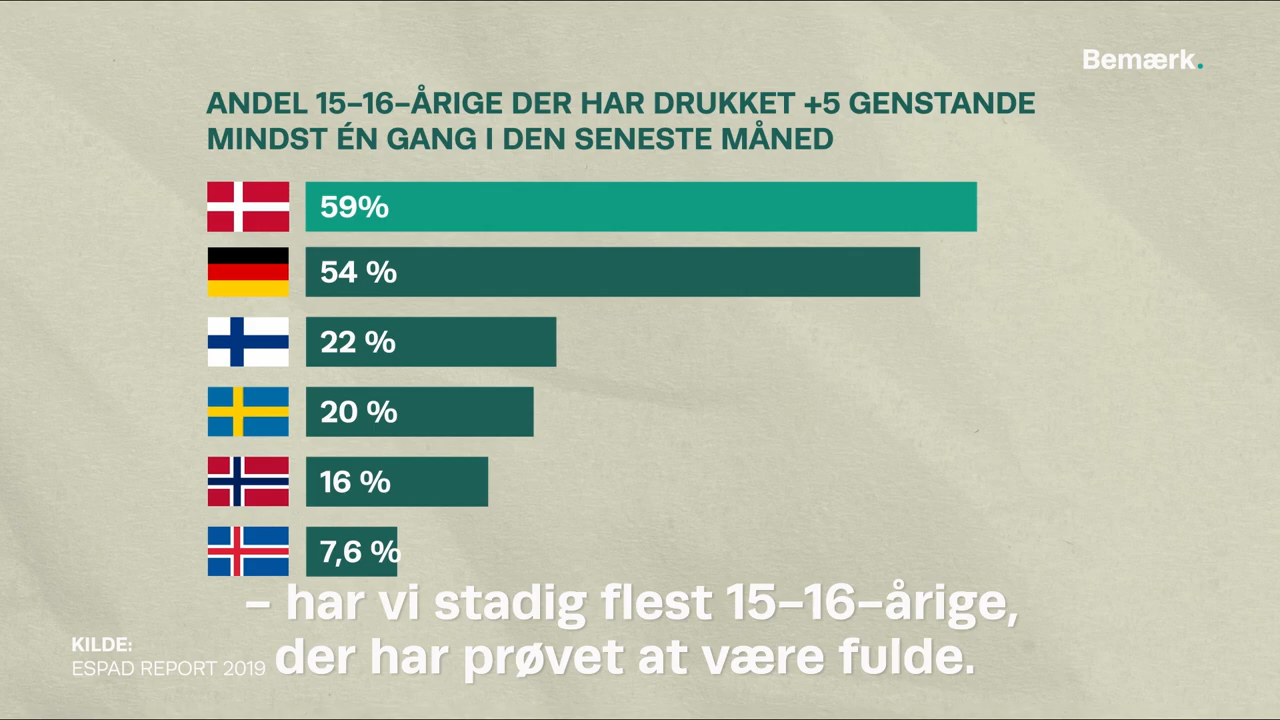 Bemærk.
ANDEL 15–16–ÅRIGE DER HAR DRUKKET +5 GENSTANDE
MINDST ÉN GANG I DEN SENESTE MÅNED
59%
54 %
22 %
20 %
16 %
7,6 %
– har vi stadig flest 15–16–årige,
der har prøvet at være fulde.
KILDE:
ESPAD REPORT 2019